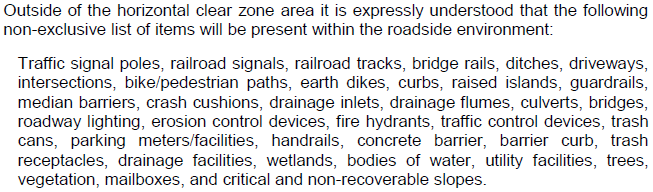 Outside of the horizontal clear zone area it is expressly understood that the following
non-exclusive list of items will be present within the roadside environment:
Traffic signal poles, railroad signals, railroad tracks, bridge rails, ditches, driveways,
intersections, bike/pedestrian paths, earth dikes, curbs, raised islands, guardrails,
median barriers, crash cushions, drainage inlets, drainage flumes, culverts, bridges,
roadway lighting, erosion control devices, fire hydrants, traffic control devices, trash
cans, parking meters/facilities, handrails, concrete barrier, barrier curb, trash
receptacles, drainage facilities, wetlands, bodies of water, utility facilities, trees,
vegetation, mailboxes, and critical and non-recoverable slopes.